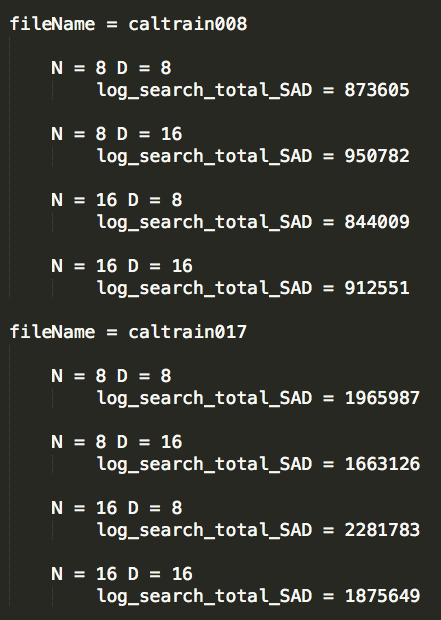 fileName = caltrain008
N = 8 D = 8
log_search_total_SAD = 873605
N = 8 D = 16
log_search_total_SAD = 950782
N = 16 D = 8
log_search_total_SAD = 844009
N = 16 D = 16
log_search_total_SAD = 912551
fileName = caltrain017
N = 8 D = 8
log_search_total_SAD = 1965987
N = 8 D = 16
log_search_total_SAD = 1663126
N = 16 D = 8
log_search_total_SAD = 2281783
N = 16 D = 16
log_search_total_SAD = 1875649